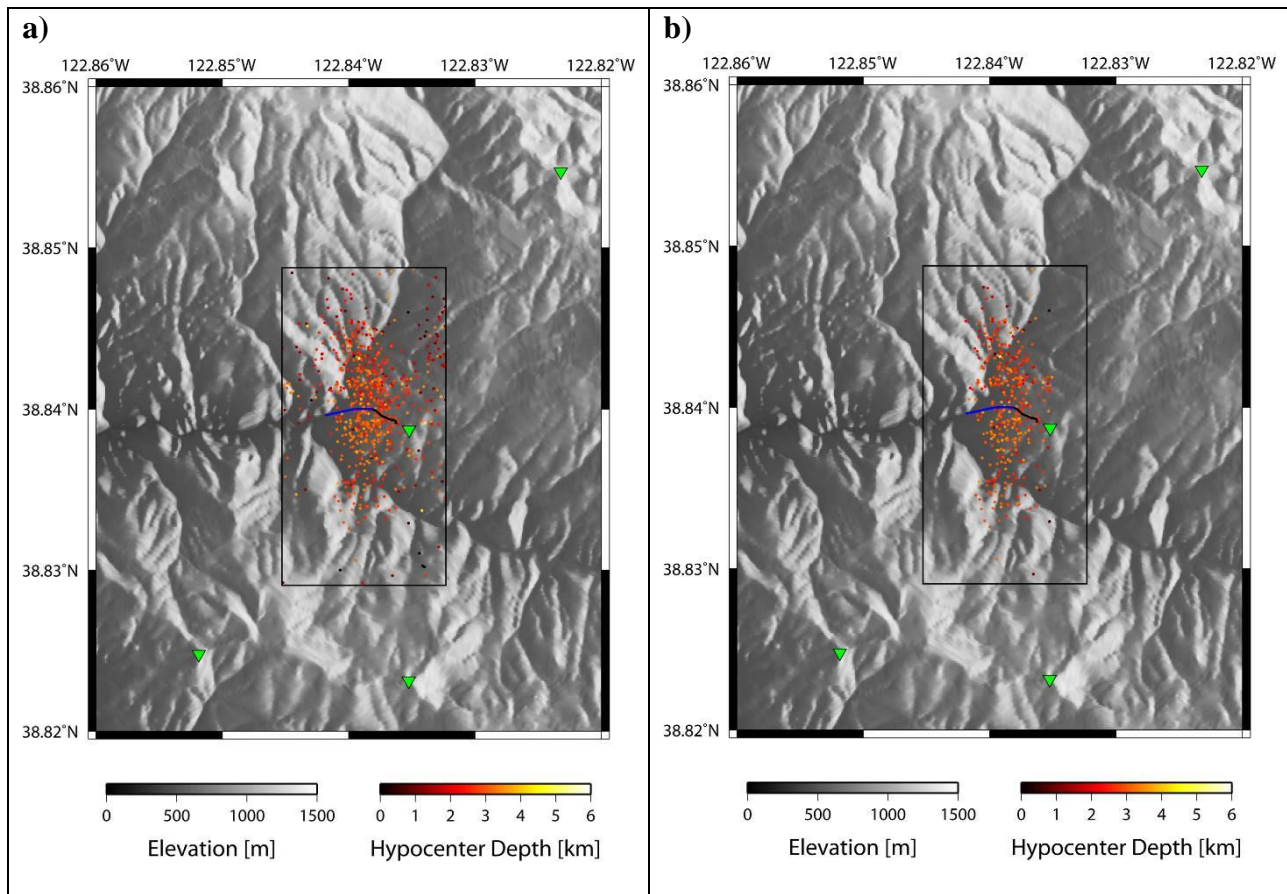 a)
122.86˚W 122.85˚W 122.84˚W 122.83˚W 122.82˚W
38.86˚N
38.85˚N
38.84˚N
38.83˚N
38.82˚N
0 500 1000 1500
Elevation [m]
0 1 2 3 4 5 6
Hypocenter Depth [km]
b)
122.86˚W 122.85˚W 122.84˚W 122.83˚W 122.82˚W
38.86˚N
38.85˚N
38.84˚N
38.83˚N
38.82˚N
0 500 1000 1500
Elevation [m]
0 1 2 3 4 5 6
Hypocenter Depth [km]